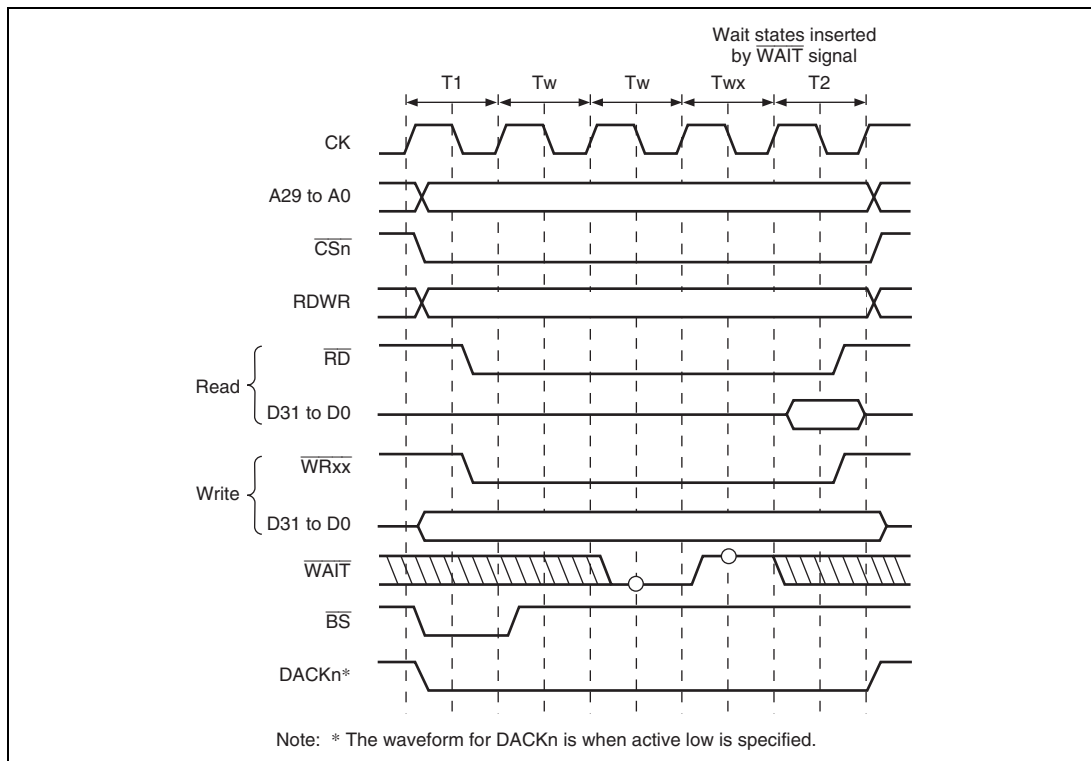 Wait states inserted
by WAIT signal
T1 Tw Tw Twx T2
CK
A29 to A0
CSn
RDWR
RD
Read
D31 to D0
WRxx
Write
D31 to D0
WAIT
BS
DACKn*
Note: * The waveform for DACKn is when active low is specified.